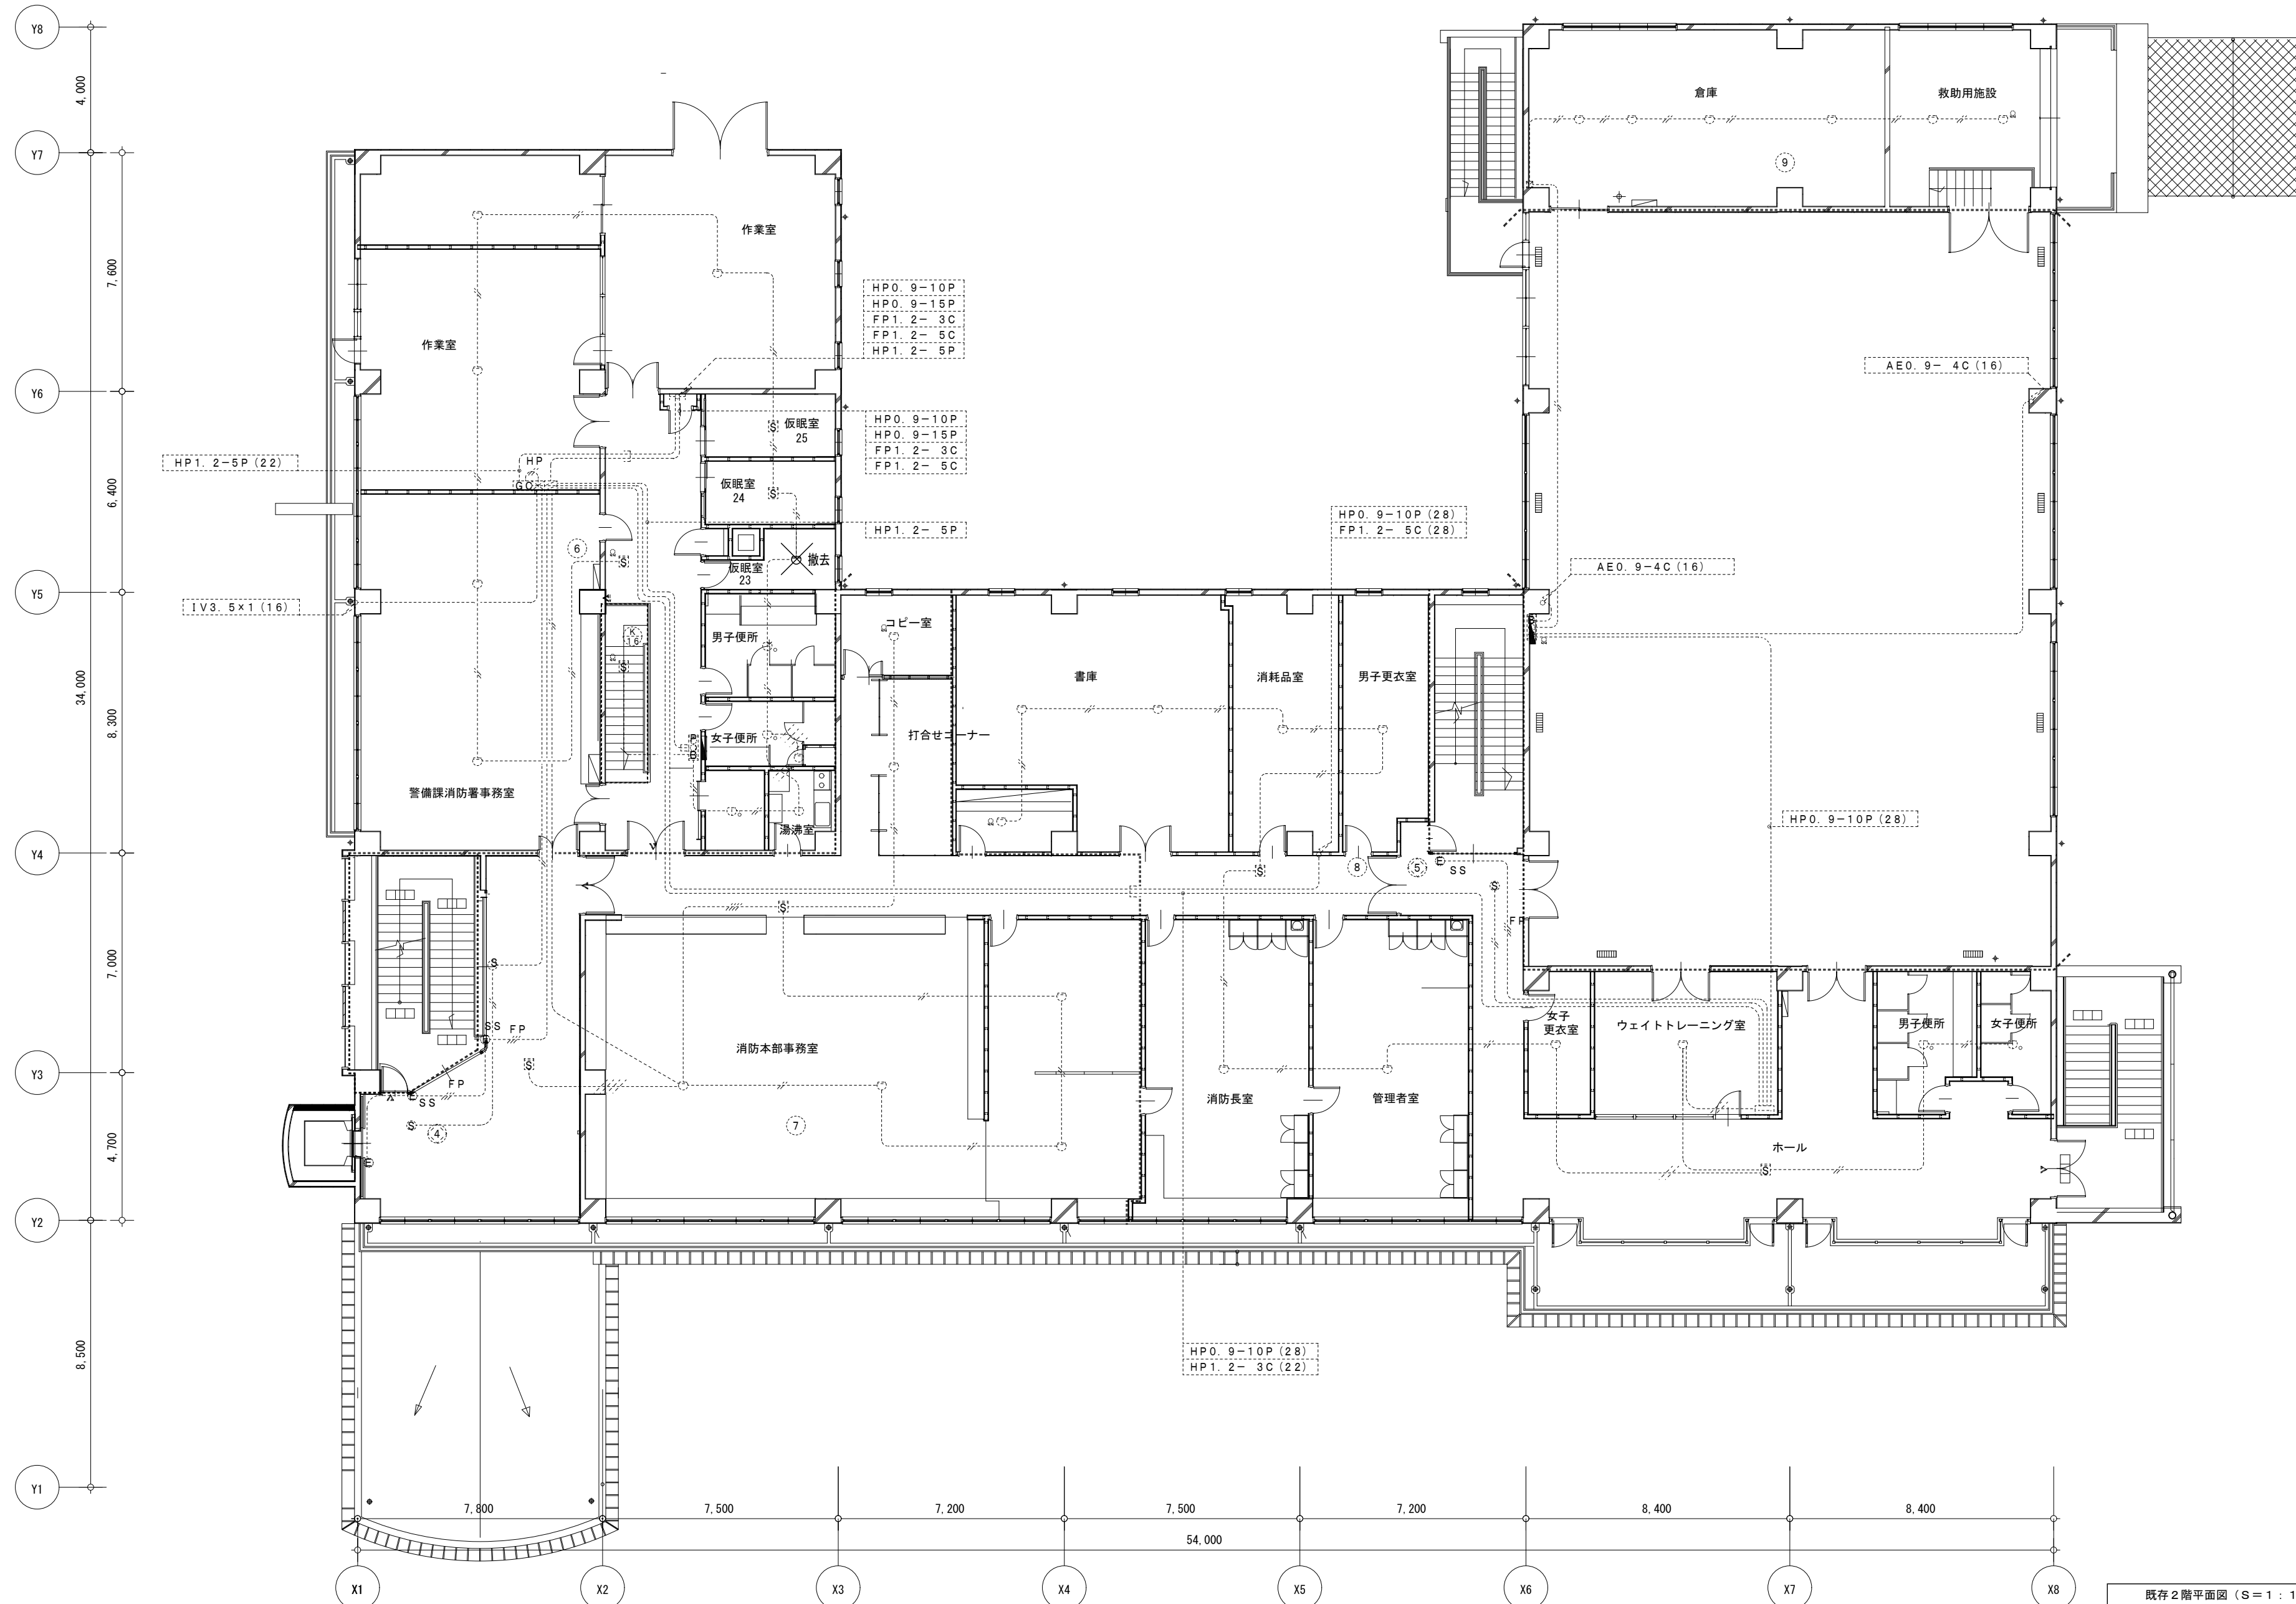 Y8
4,000
Y7
7,600
Y6
6,400
Y5
34,000
8,300
Y4
7,000
Y3
4,700
Y2
8,500
Y1
倉庫
救助用施設
9
作業室
作業室
HP0.9-10P
HP0.9-15P
FP1.2- 3C
FP1.2- 5C
HP1.2- 5P
AE0.9- 4C(16)
HP0.9-10P
HP0.9-15P
FP1.2- 3C
FP1.2- 5C
仮眠室
25
S
HP1.2-5P(22)
HP
GC
仮眠室
24
S
HP0.9-10P(28)
FP1.2- 5C(28)
HP1.2- 5P
6
S
撤去
仮眠室
23
AE0.9-4C(16)
IV3.5×1(16)
K
16
S
男子便所
コピー室
書庫
消耗品室
男子更衣室
女子便所
打合せコーナー
警備課消防署事務室
湯沸室
HP0.9-10P(28)
8
5
E
SS
S
S
S
FP
S
SS
FP
女子
更衣室
ウェイトトレーニング室
男子便所
女子便所
消防本部事務室
S
FP
E
SS
消防長室
管理者室
S
4
7
ホール
E
S
HP0.9-10P(28)
HP1.2- 3C(22)
7,800
7,500
7,200
7,500
7,200
8,400
8,400
54,000
X1
X2
X3
X4
X5
X6
X7
X8
既存2階平面図(S=1:1